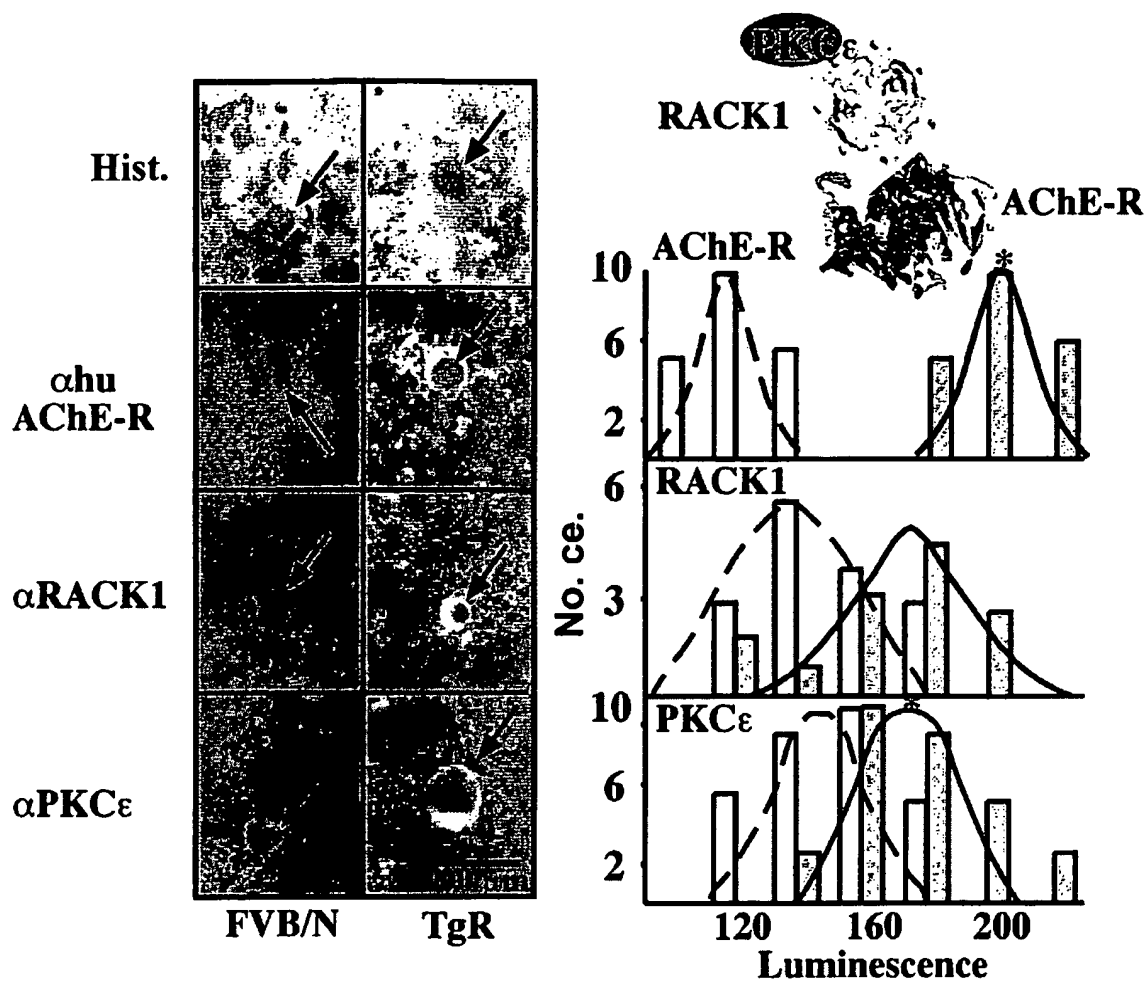 PKCε
RACK1
AChE-R
Hist.
αhu
AChE-R
αRACK1
αPKCε
FVB/N
TgR
AChE-R
*
10
6
2
RACK1
6
3
No. ce.
PKCε
*
10
6
2
120
160
200
Luminescence